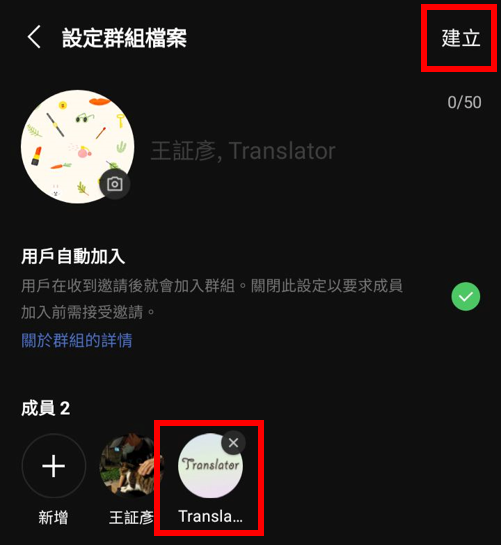 設定群組檔案
建立
0/50
王証彥, Translator
用戶自動加入
用戶在收到邀請後就會加入群組。關閉此設定以要求成員
加入前需接受邀請。
關於群組的詳情
成員 2
Translator
新增
王証彥
Transla...